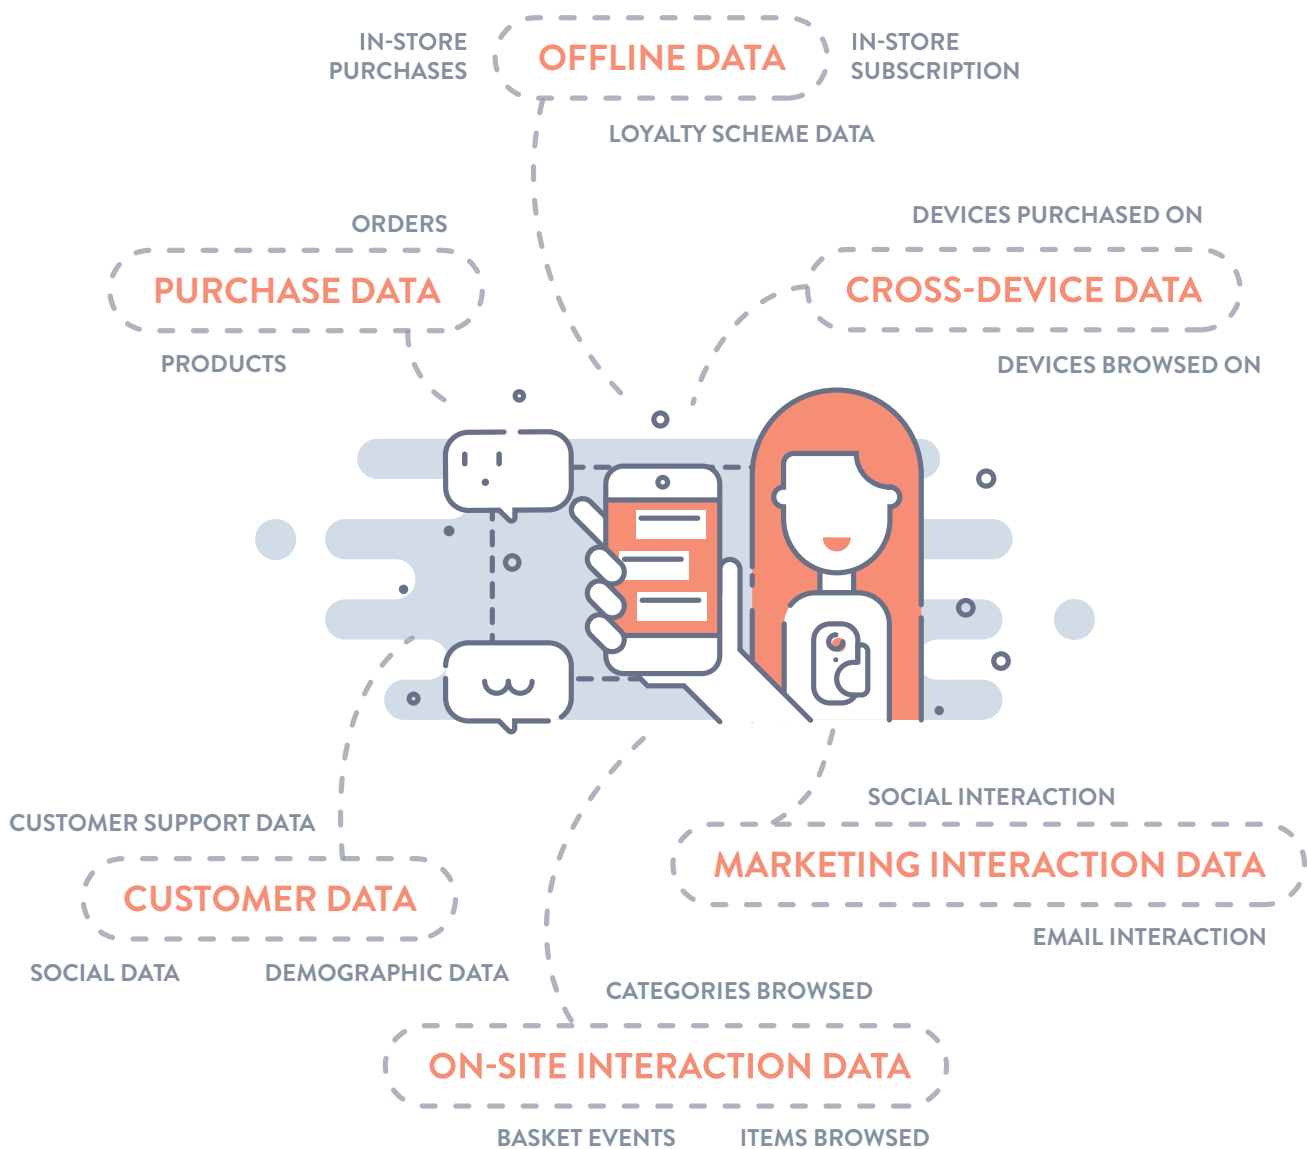 IN-STORE
PURCHASES
OFFLINE DATA
IN-STORE
SUBSCRIPTION
LOYALTY SCHEME DATA
ORDERS
PURCHASE DATA
PRODUCTS
DEVICES PURCHASED ON
CROSS-DEVICE DATA
DEVICES BROWSED ON
CUSTOMER SUPPORT DATA
CUSTOMER DATA
SOCIAL DATA
DEMOGRAPHIC DATA
SOCIAL INTERACTION
MARKETING INTERACTION DATA
EMAIL INTERACTION
CATEGORIES BROWSED
ON-SITE INTERACTION DATA
BASKET EVENTS
ITEMS BROWSED